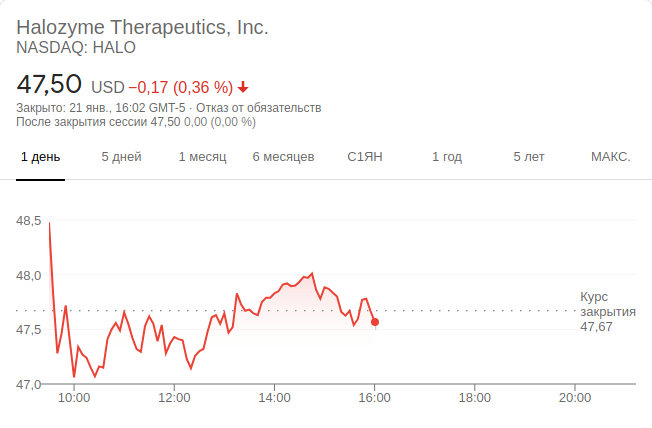 Halozyme Therapeutics, Inc.
NASDAQ: HALO
47,50 USD −0,17 (0,36 %)
Закрыто: 21 янв., 16:02 GMT-5 · Отказ от обязательств
После закрытия сессии 47,50 0,00 (0,00 %)
1 день 5 дней 1 месяц 6 месяцев С1ЯН 1 год 5 лет МАКС.
48,5
48,0
Курс
закрытия
47.67
47,5
47,0
10:00 12:00 14:00 16:00 18:00 20:00